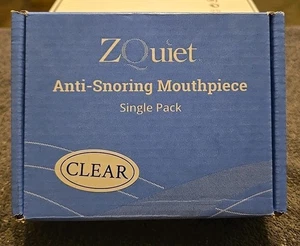 ZQuiet
Anti-Snoring Mouthpiece
Single Pack
CLEAR